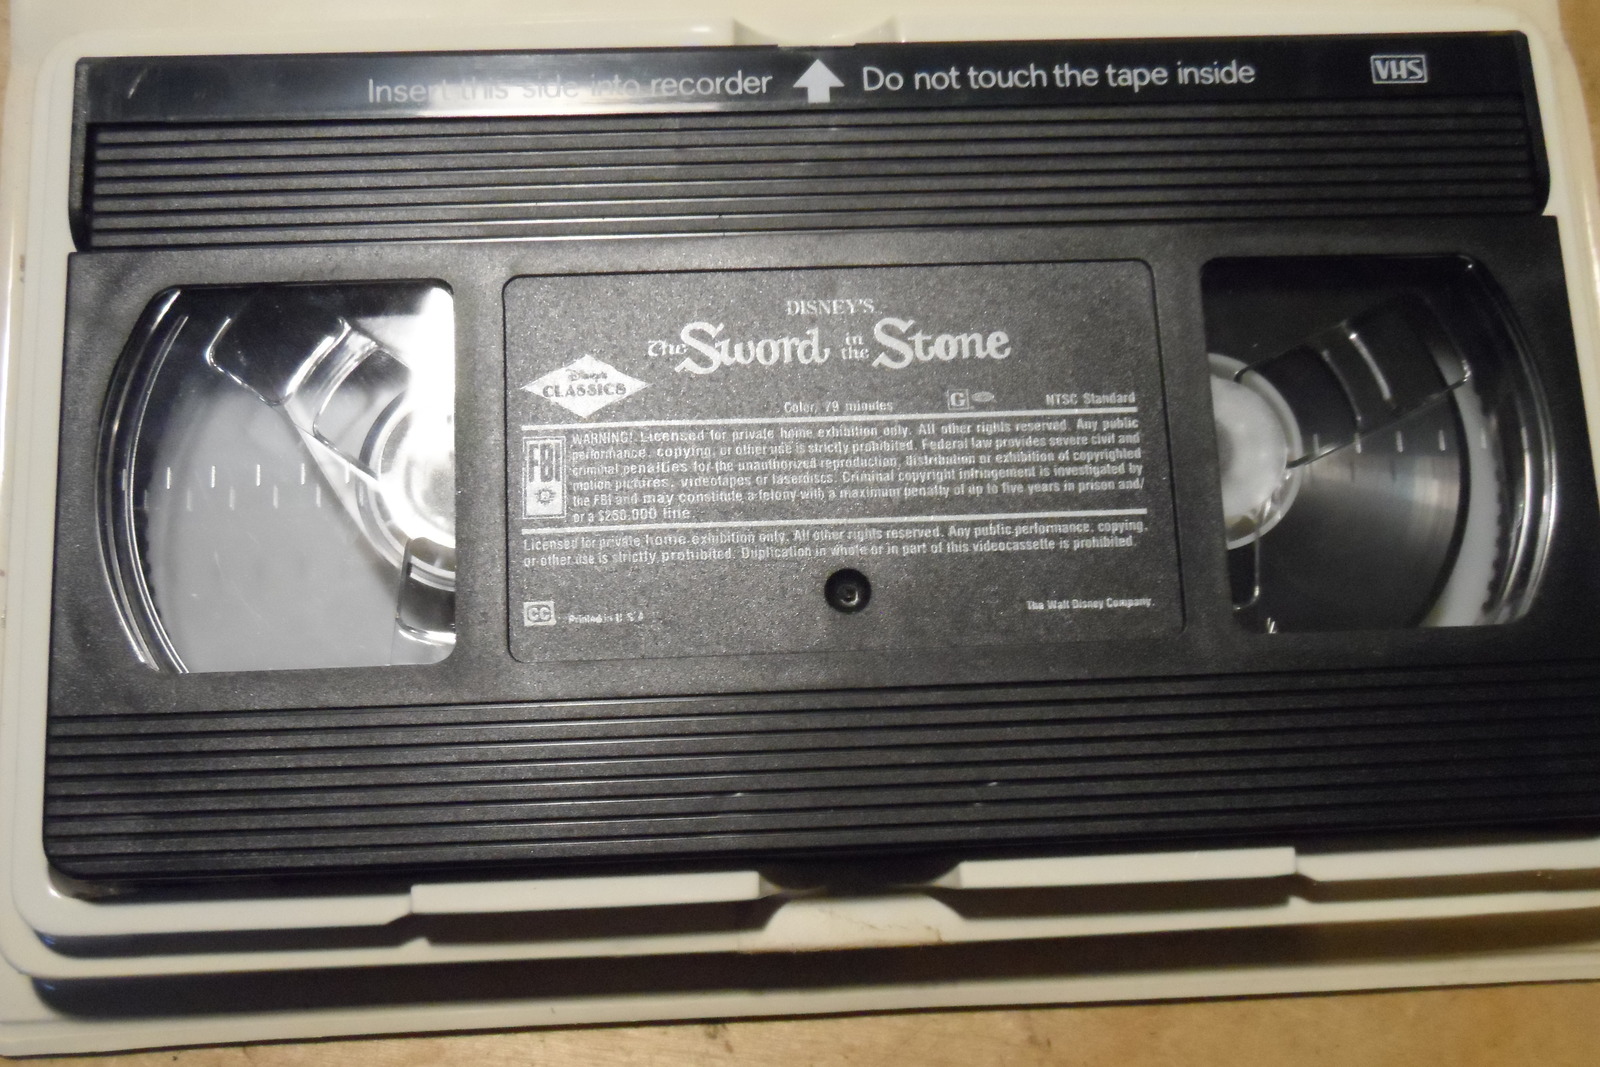 Insert this side into recorder Do not touch the tape inside VHS
DISNEY'S
The Sword in the Stone
Disney's
CLASSICS
Color, 79 minutes G NTSC Standard
FBI
WARNING! Licensed for private home exhibition only. All other rights reserved. Any public
performance, copying, or other use is strictly prohibited. Federal law provides severe civil and
criminal penalties for the unauthorized reproduction, distribution or exhibition of copyrighted
motion pictures, videotapes or laserdiscs. Criminal copyright infringement is investigated by
the FBI and may constitute a felony with a maximum penalty of up to five years in prison and/
or a $250,000 fine.
Licensed for private home exhibition only. All other rights reserved. Any public performance, copying,
or other use is strictly prohibited. Duplication in whole or in part of this videocassette is prohibited.
CC Printed in U.S.A. The Walt Disney Company.